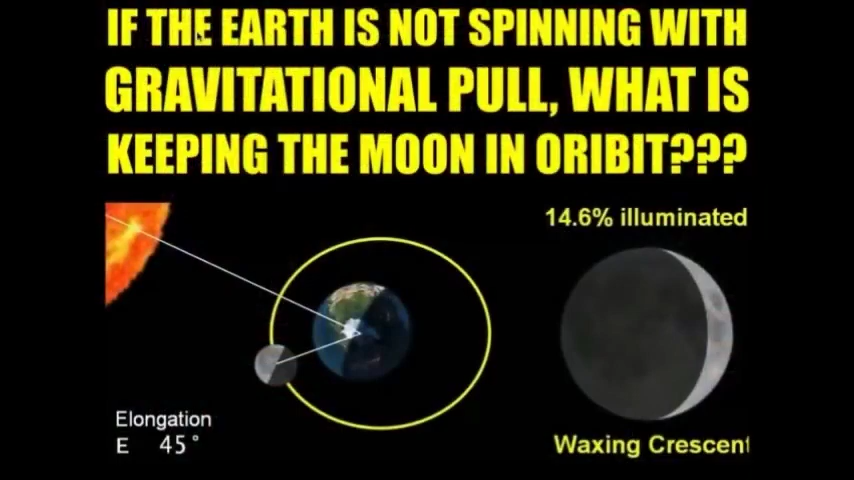 IF THE EARTH IS NOT SPINNING WITH
GRAVITATIONAL PULL, WHAT IS
KEEPING THE MOON IN ORIBIT???
14.6% illuminated
Elongation
E 45°
Waxing Crescent